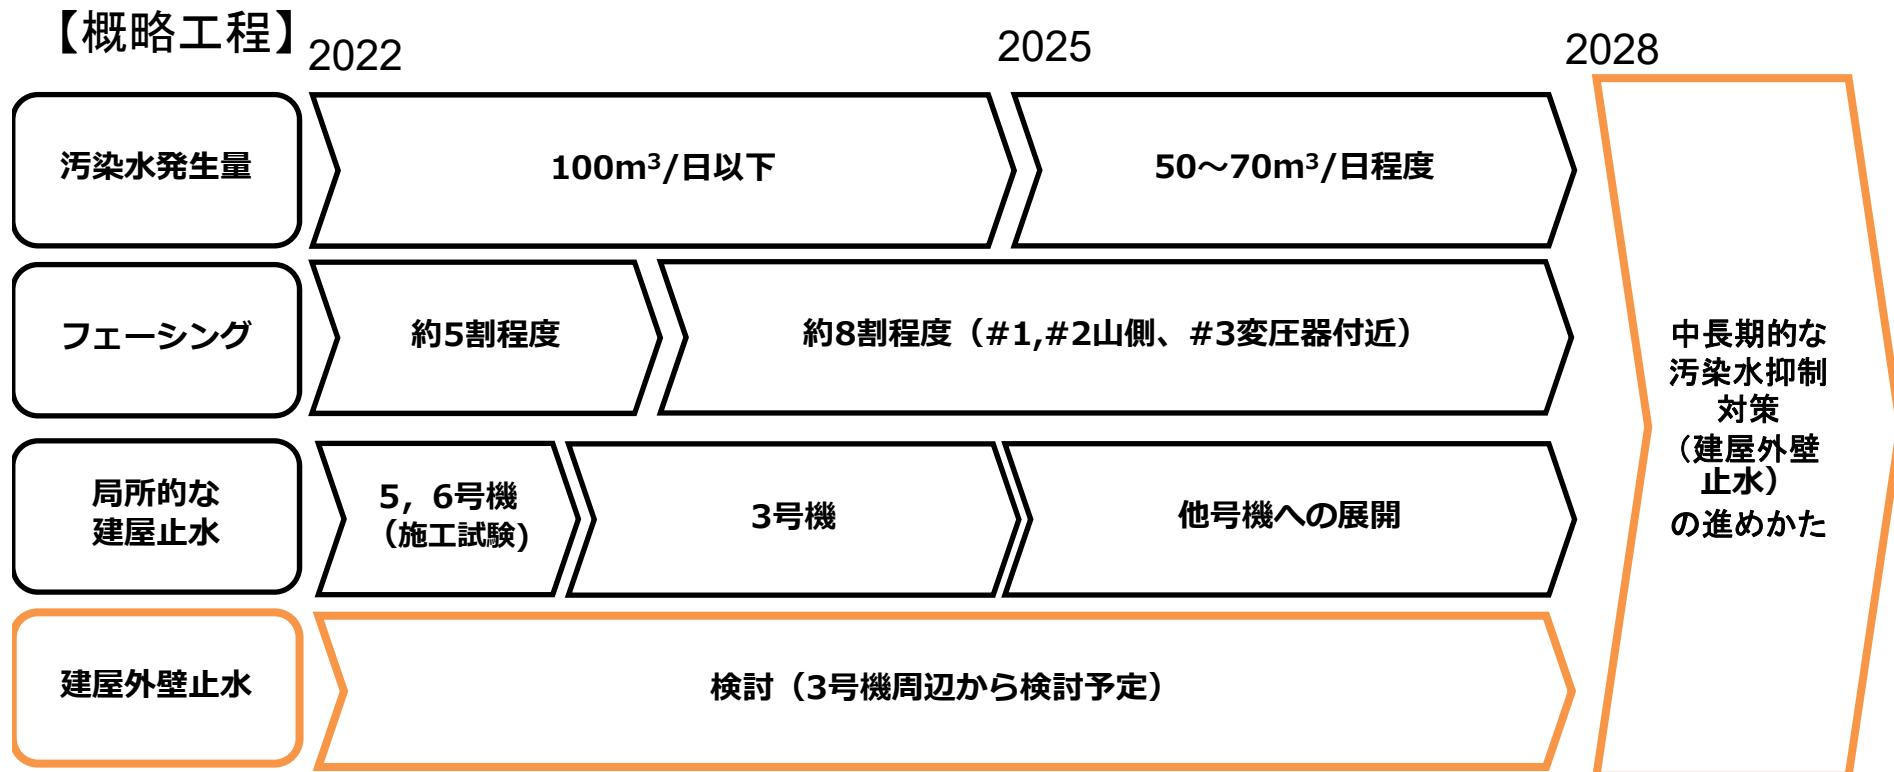 【概略工程】
2022
2025
2028
汚染水発生量
100m³/日以下
50～70m³/日程度
フェーシング
約5割程度
約8割程度（#1,#2山側、#3変圧器付近）
局所的な
建屋止水
5，6号機
（施工試験)
3号機
他号機への展開
建屋外壁止水
検討（3号機周辺から検討予定）
中長期的な
汚染水抑制
対策
（建屋外壁
止水）
の進めかた